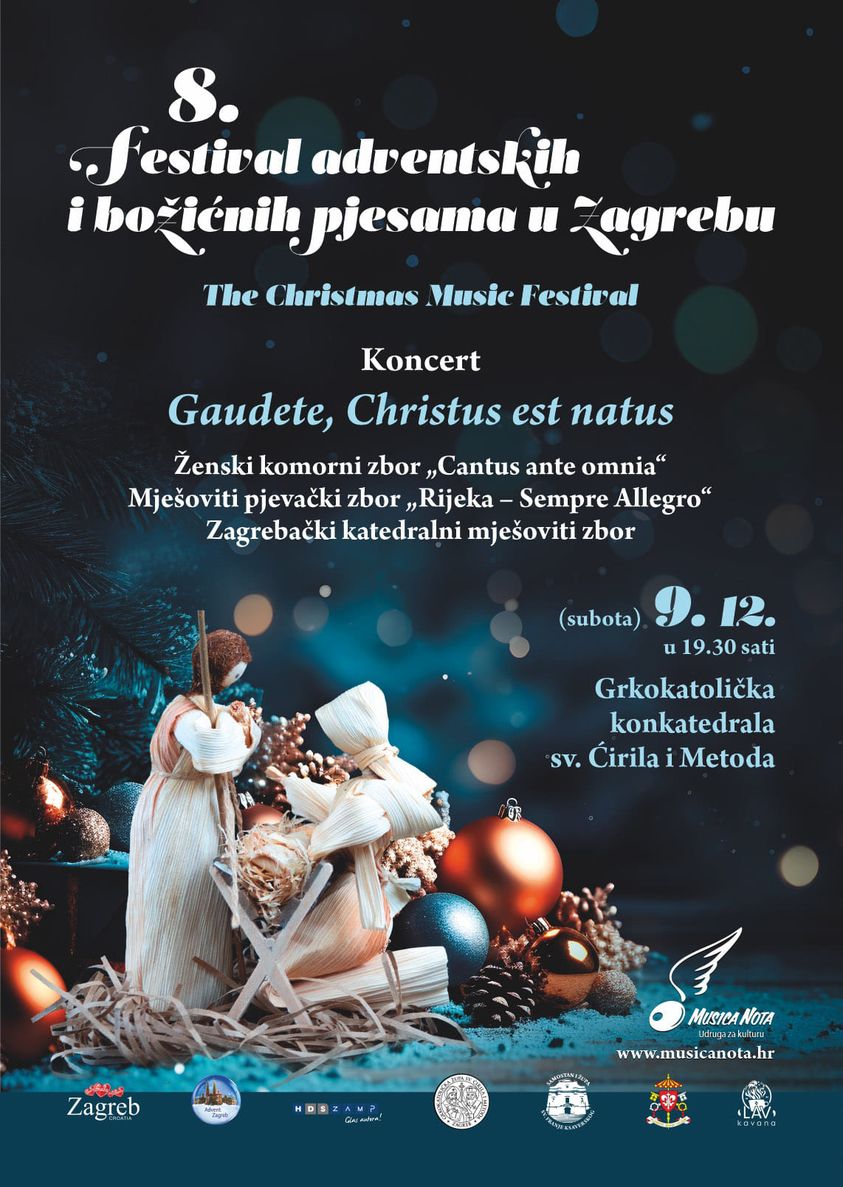 8.
Festival adventskih
i božićnih pjesama u Zagrebu
The Christmas Music Festival
Koncert
Gaudete, Christus est natus
Ženski komorni zbor „Cantus ante omnia“
Mješoviti pjevački zbor „Rijeka – Sempre Allegro“
Zagrebački katedralni mješoviti zbor
(subota) 9. 12.
u 19.30 sati
Grkokatolička
konkatedrala
sv. Ćirila i Metoda
MUSICA NOTA
Udruga za kulturu
www.musicanota.hr
Zagreb
CROATIA
Advent
Zagreb
HDS ZAMP
Glas autora!
SAMOSTAN I ŽUPA
SV. FRANJE KSAVERSKOG
LAV
kavana